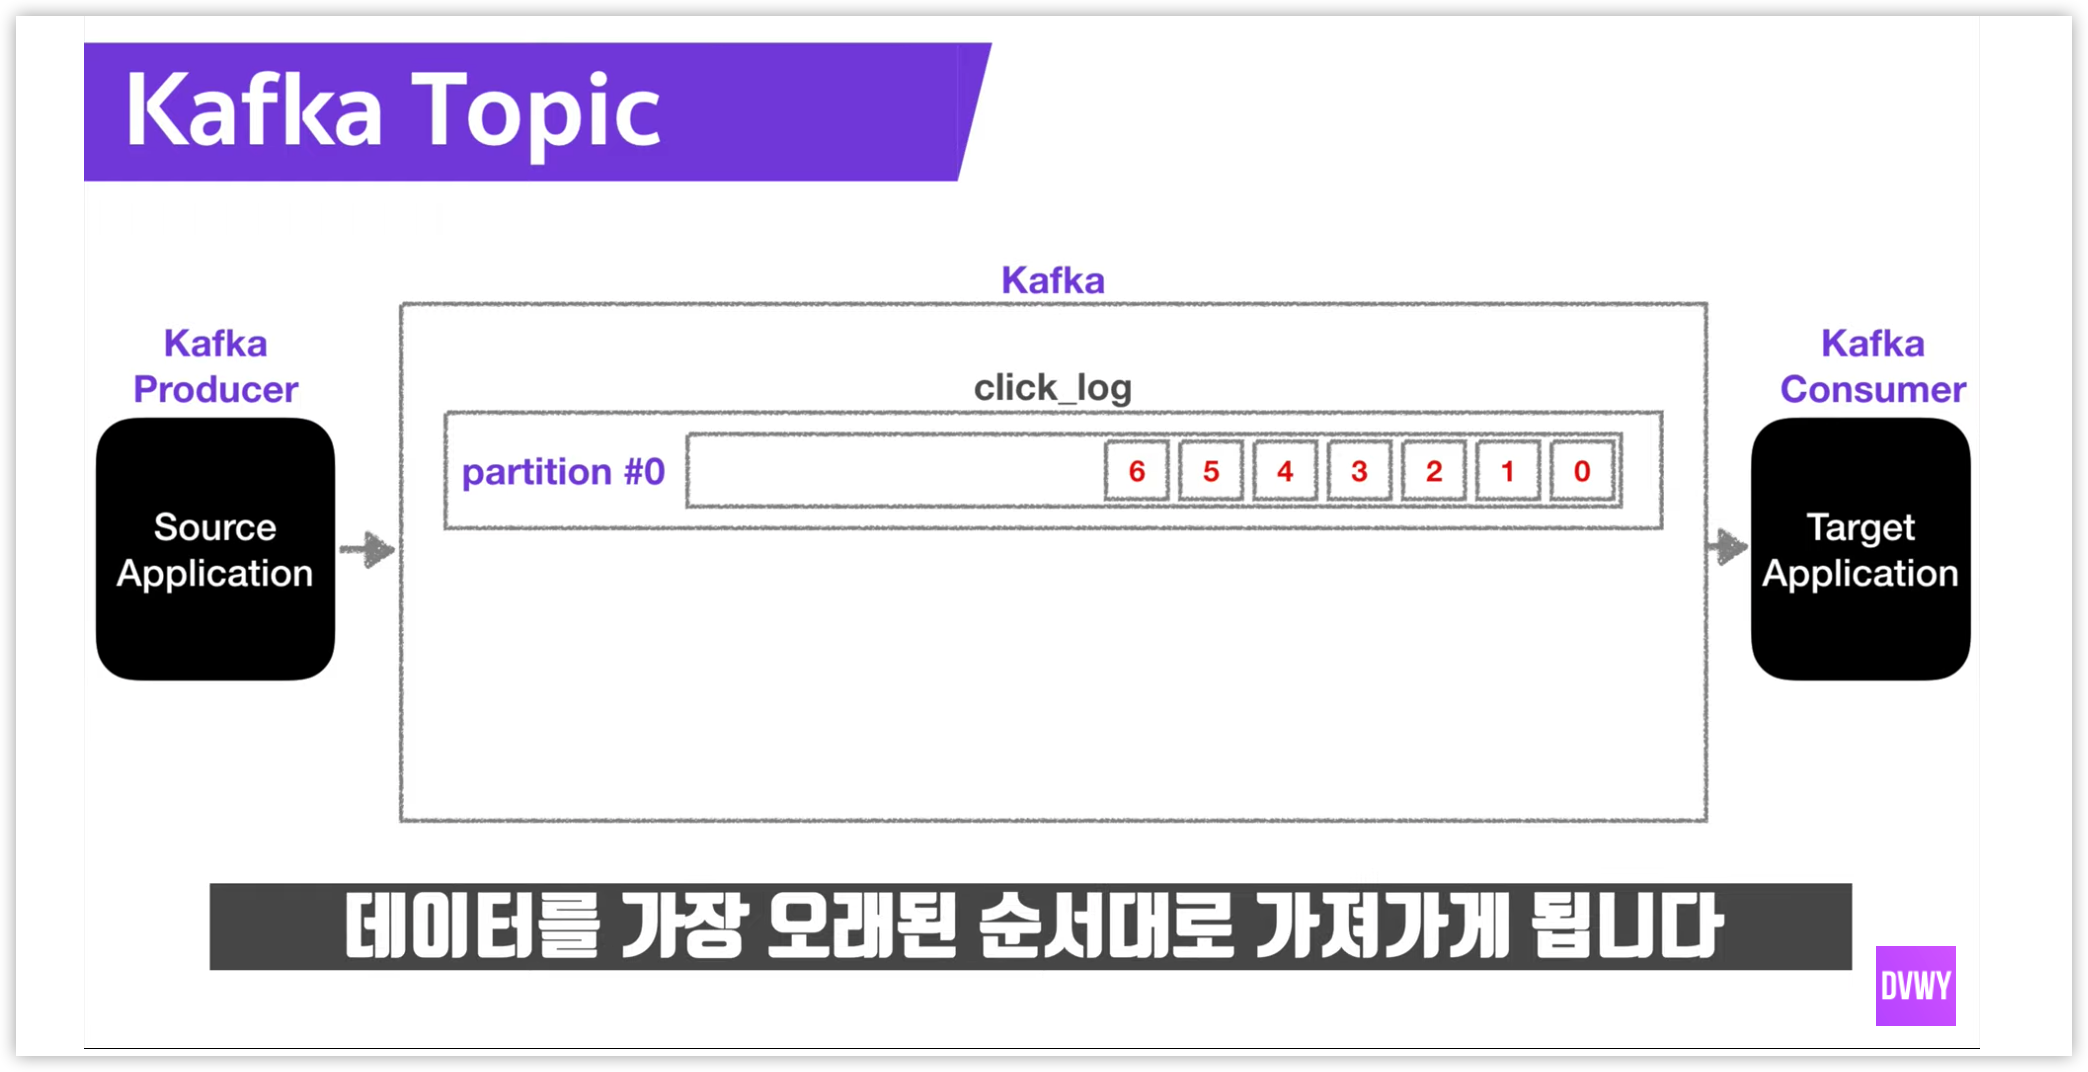 Kafka Topic
Kafka
Kafka
Producer
Source
Application
click_log
partition #0
6 5 4 3 2 1 0
Kafka
Consumer
Target
Application
데이터를 가장 오래된 순서대로 가져가게 됩니다
DVWY